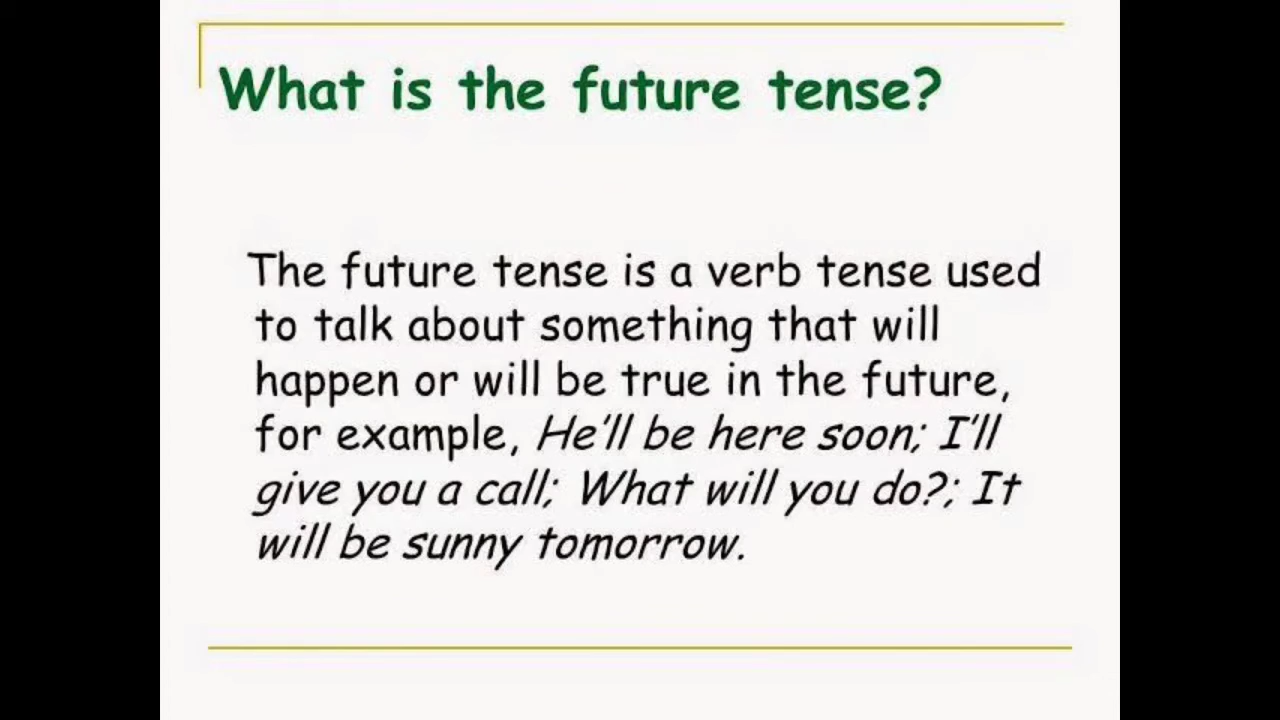 What is the future tense?
The future tense is a verb tense used
to talk about something that will
happen or will be true in the future,
for example, He’ll be here soon; I’ll
give you a call; What will you do?; It
will be sunny tomorrow.